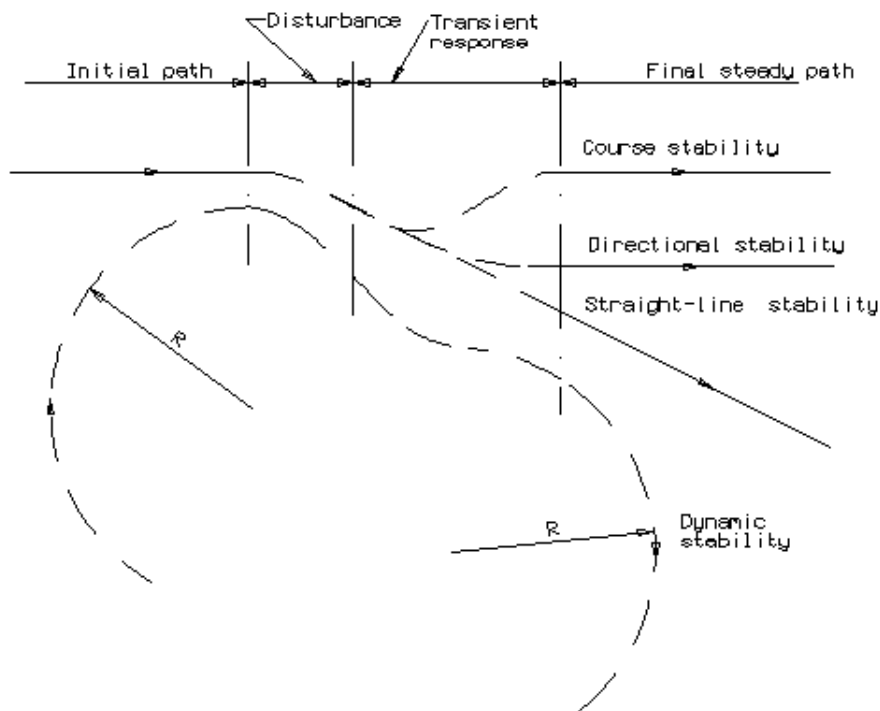 Disturbance
Transient
response
Initial path
Final steady path
Course stability
Directional stability
Straight-line stability
R
R
Dynamic
stability